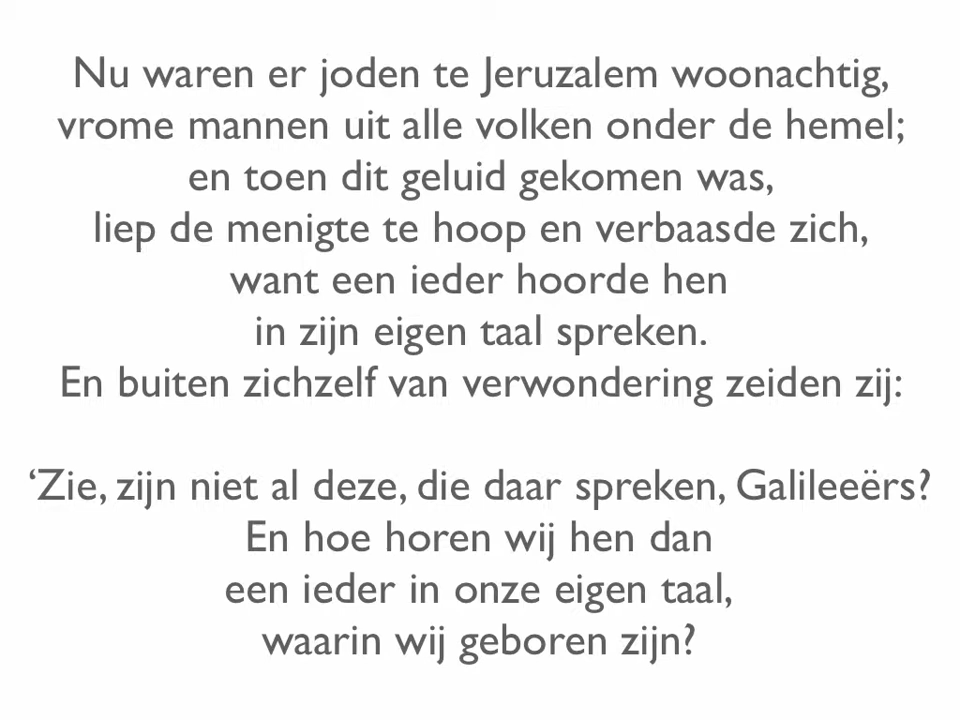 Nu waren er joden te Jeruzalem woonachtig,
vrome mannen uit alle volken onder de hemel;
en toen dit geluid gekomen was,
liep de menigte te hoop en verbaasde zich,
want een ieder hoorde hen
in zijn eigen taal spreken.
En buiten zichzelf van verwondering zeiden zij:
‘Zie, zijn niet al deze, die daar spreken, Galileeërs?
En hoe horen wij hen dan
een ieder in onze eigen taal,
waarin wij geboren zijn?